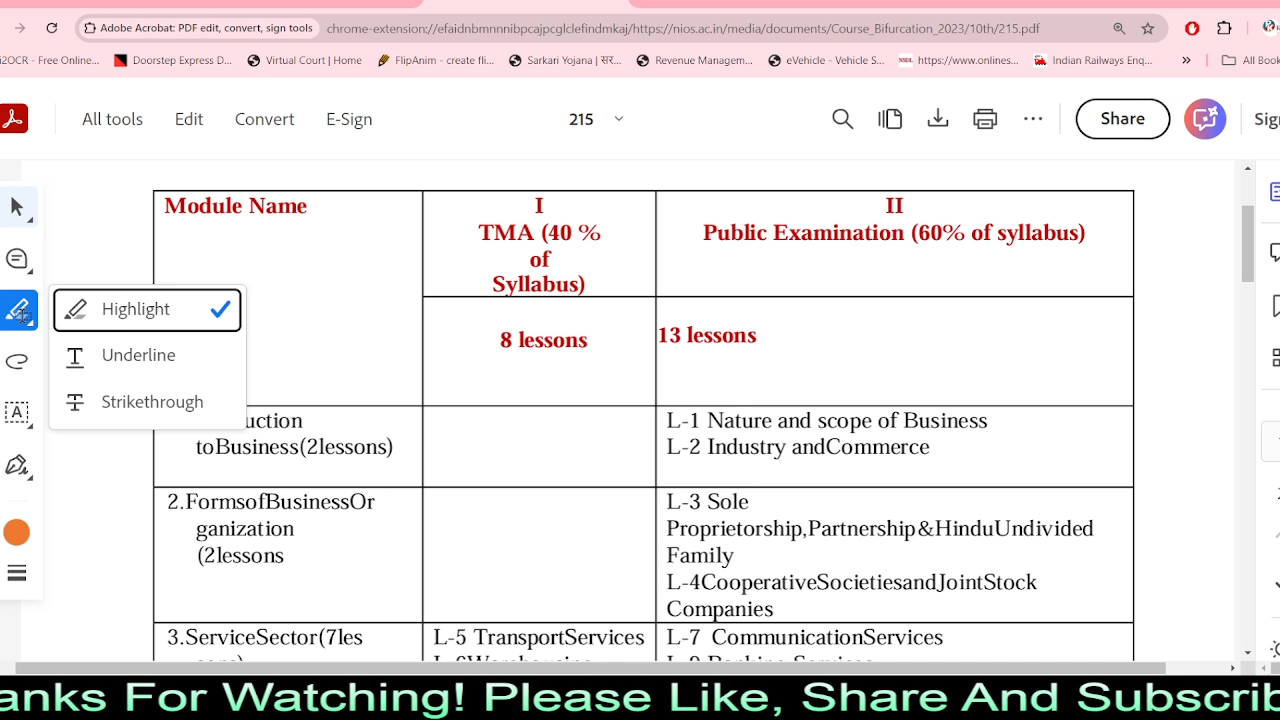 Adobe Acrobat: PDF edit, convert, sign tools
chrome-extension://efaidnbmnnnibpcajpcglclefindmkaj/https://nios.ac.in/media/documents/Course_Bifurcation_2023/10th/215.pdf
i2OCR - Free Online...
Doorstep Express D...
Virtual Court | Home
FlipAnim - create fli...
Sarkari Yojana | सर...
Revenue Managem...
eVehicle - Vehicle S...
https://www.onlines...
Indian Railways Enq...
»
All Book
All tools
Edit
Convert
E-Sign
215
Share
Sig
Module Name
I
TMA (40 %
of
Syllabus)
II
Public Examination (60% of syllabus)
8 lessons
13 lessons
Highlight
Underline
Strikethrough
uction
toBusiness(2lessons)
L-1 Nature and scope of Business
L-2 Industry andCommerce
2.FormsofBusinessOr
ganization
(2lessons
L-3 Sole
Proprietorship,Partnership&HinduUndivided
Family
L-4CooperativeSocietiesandJointStock
Companies
3.ServiceSector(7les
L-5 TransportServices
L-7 CommunicationServices
anks For Watching! Please Like, Share And Subscrib